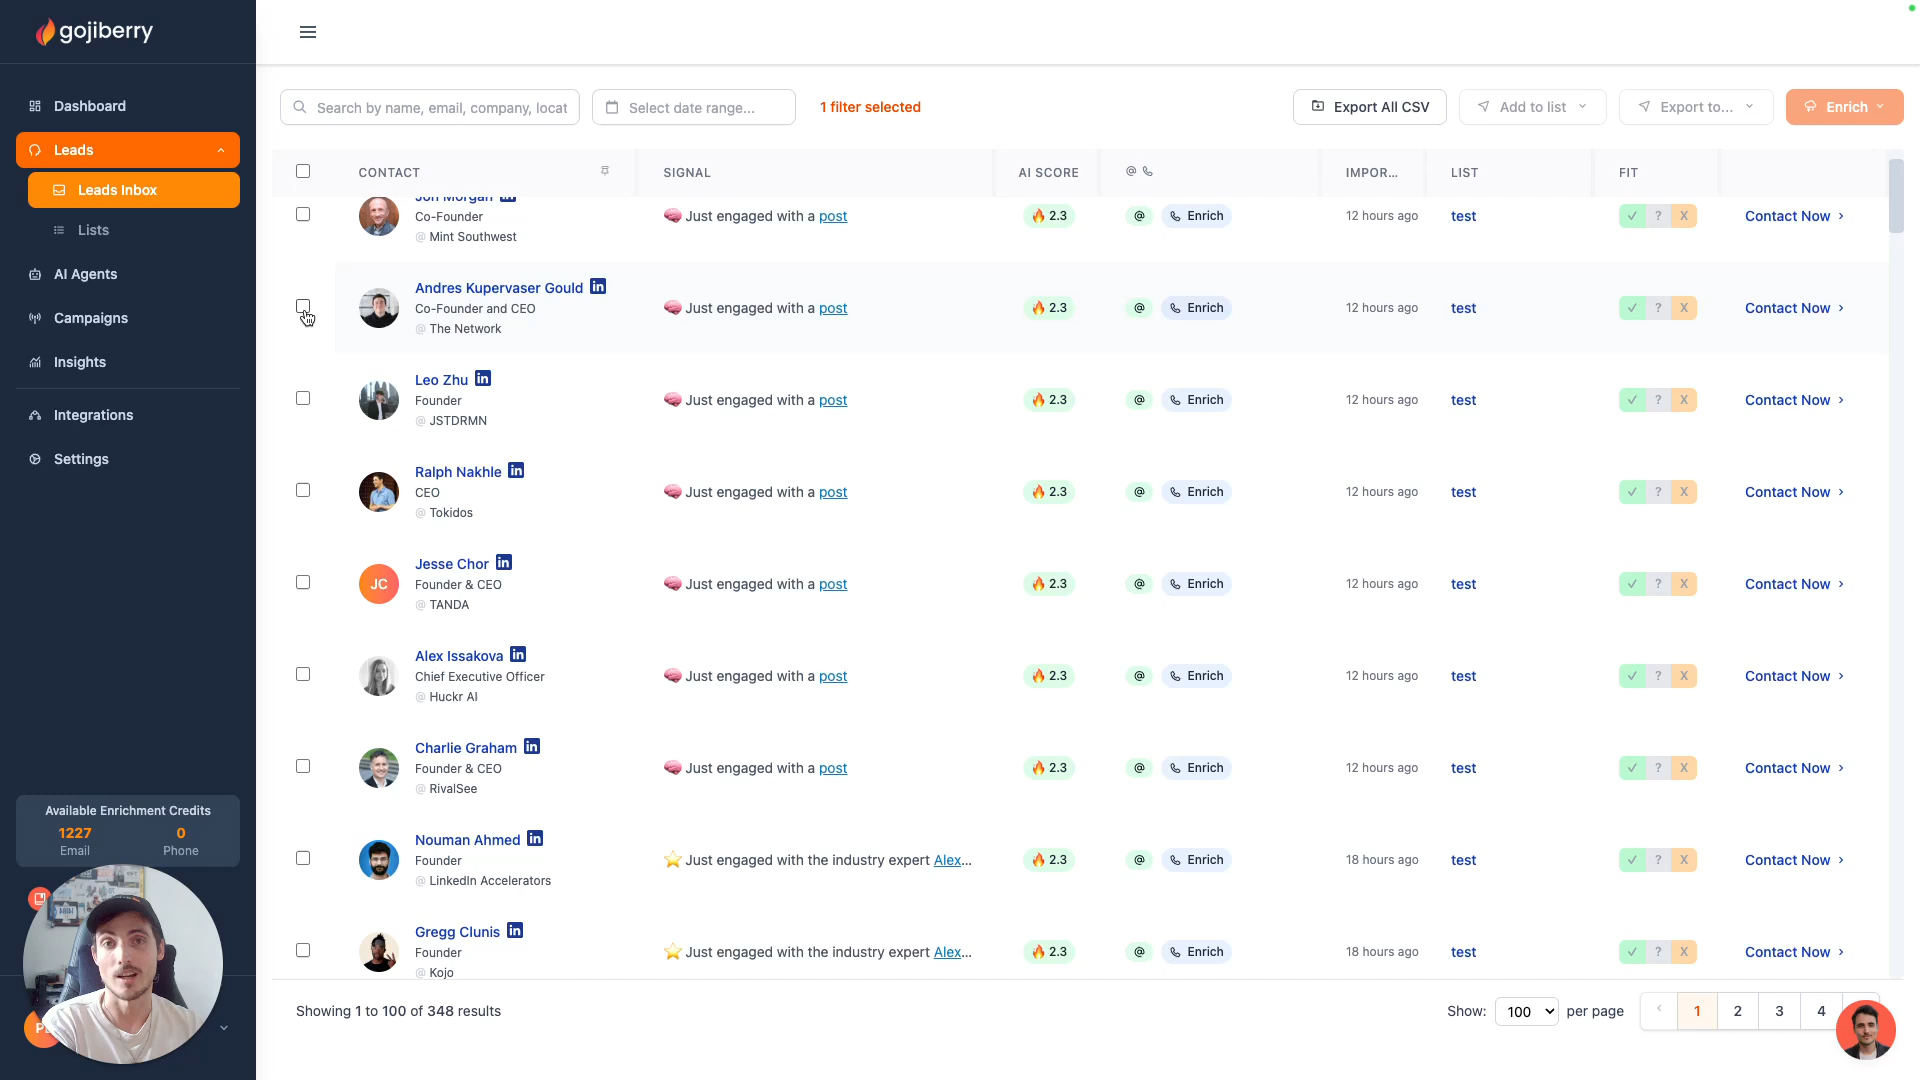 gojiberry
Dashboard
Leads
Leads Inbox
Lists
AI Agents
Campaigns
Insights
Integrations
Settings
Available Enrichment Credits
1227 0
Email Phone
Search by name, email, company, locat
Select date range...
1 filter selected
Export All CSV
Add to list
Export to...
Enrich
CONTACT SIGNAL AI SCORE @ IMPOR... LIST FIT
Jon Morgan
Co-Founder
@ Mint Southwest
Just engaged with a post 2.3 @ Enrich 12 hours ago test ✓ ? X Contact Now >
Andres Kupervaser Gould in
Co-Founder and CEO
@ The Network
Just engaged with a post 2.3 @ Enrich 12 hours ago test ✓ ? X Contact Now >
Leo Zhu in
Founder
@ JSTDRMN
Just engaged with a post 2.3 @ Enrich 12 hours ago test ✓ ? X Contact Now >
Ralph Nakhle in
CEO
@ Tokidos
Just engaged with a post 2.3 @ Enrich 12 hours ago test ✓ ? X Contact Now >
JC
Jesse Chor in
Founder & CEO
@ TANDA
Just engaged with a post 2.3 @ Enrich 12 hours ago test ✓ ? X Contact Now >
Alex Issakova in
Chief Executive Officer
@ Huckr AI
Just engaged with a post 2.3 @ Enrich 12 hours ago test ✓ ? X Contact Now >
Charlie Graham in
Founder & CEO
@ RivalSee
Just engaged with a post 2.3 @ Enrich 12 hours ago test ✓ ? X Contact Now >
Nouman Ahmed in
Founder
@ LinkedIn Accelerators
Just engaged with the industry expert Alex... 2.3 @ Enrich 18 hours ago test ✓ ? X Contact Now >
Gregg Clunis in
Founder
@ Kojo
Just engaged with the industry expert Alex... 2.3 @ Enrich 18 hours ago test ✓ ? X Contact Now >
Showing 1 to 100 of 348 results
Show: 100 per page
< 1 2 3 4